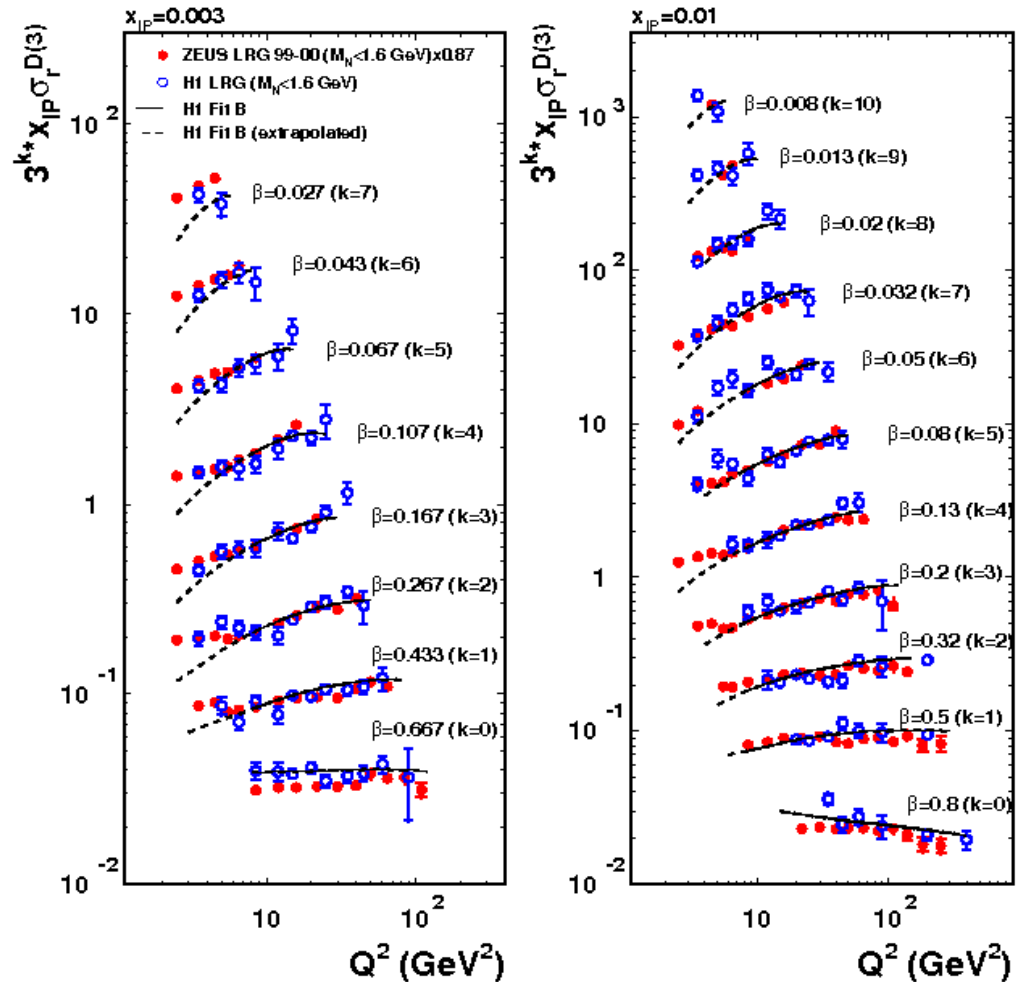 x_IP=0.003
3^k* x_IP σ_r^D(3)
ZEUS LRG 99-00 (M_N<1.6 GeV)x0.87
H1 LRG (M_N<1.6 GeV)
H1 Fit B
H1 Fit B (extrapolated)
10^2
10
1
10^-1
10^-2
β=0.027 (k=7)
β=0.043 (k=6)
β=0.067 (k=5)
β=0.107 (k=4)
β=0.167 (k=3)
β=0.267 (k=2)
β=0.433 (k=1)
β=0.667 (k=0)
10 10^2
Q^2 (GeV^2)
x_IP=0.01
3^k* x_IP σ_r^D(3)
10^3
10^2
10
1
10^-1
10^-2
β=0.008 (k=10)
β=0.013 (k=9)
β=0.02 (k=8)
β=0.032 (k=7)
β=0.05 (k=6)
β=0.08 (k=5)
β=0.13 (k=4)
β=0.2 (k=3)
β=0.32 (k=2)
β=0.5 (k=1)
β=0.8 (k=0)
10 10^2
Q^2 (GeV^2)